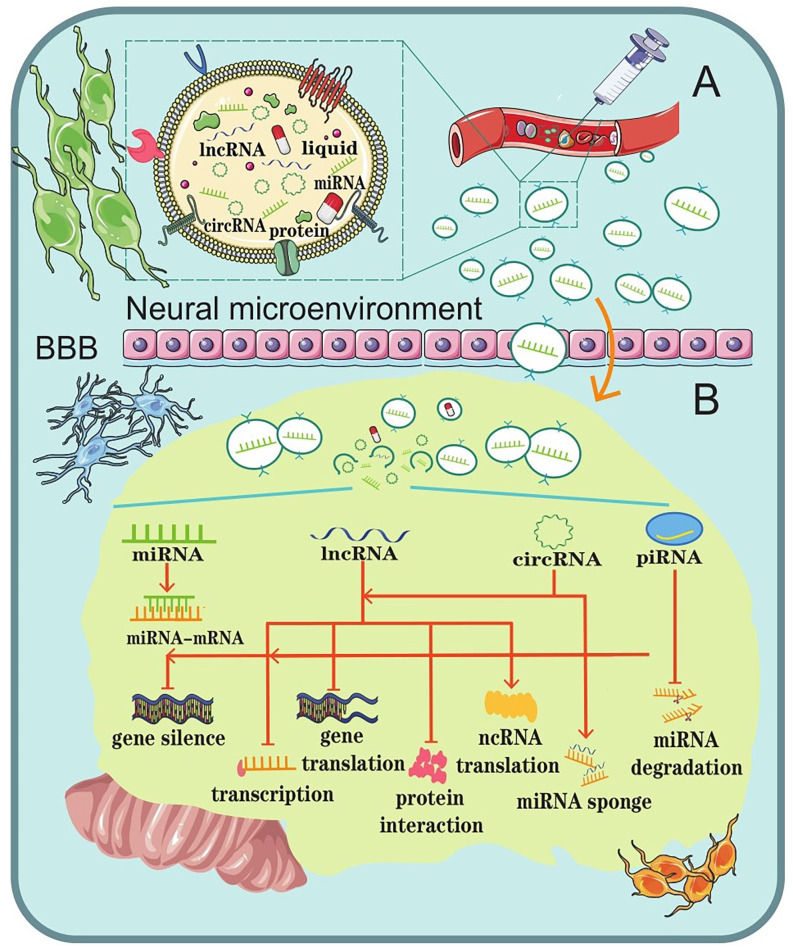 A
lncRNA
liquid
miRNA
circRNA
protein
Neural microenvironment
BBB
B
miRNA
lncRNA
circRNA
piRNA
miRNA-mRNA
gene silence
gene
translation
ncRNA
translation
miRNA
degradation
transcription
protein
interaction
miRNA sponge